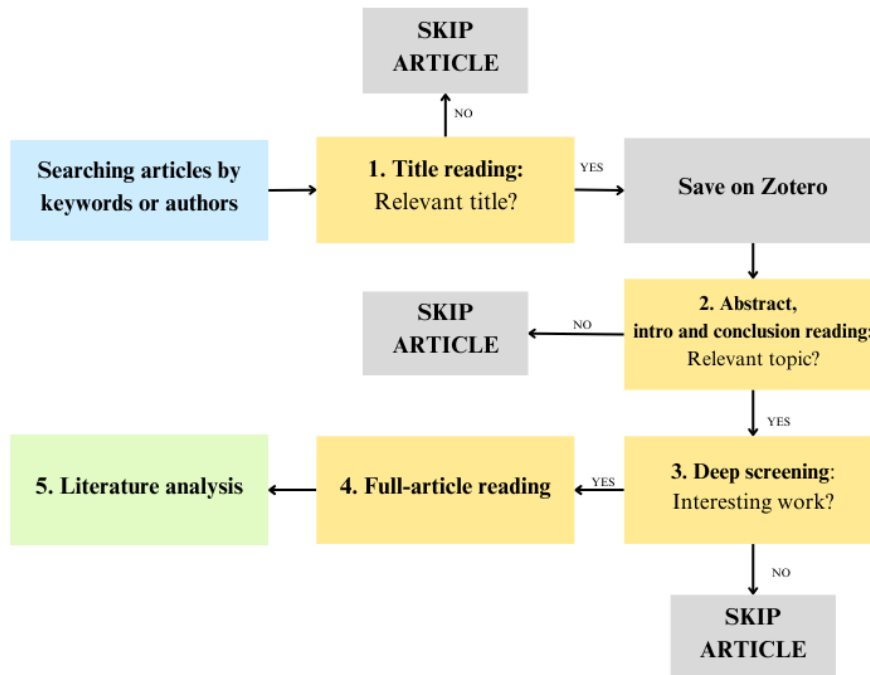 SKIP
ARTICLE
NO
Searching articles by
keywords or authors
1. Title reading:
Relevant title?
YES
Save on Zotero
2. Abstract,
intro and conclusion reading:
Relevant topic?
NO
SKIP
ARTICLE
YES
3. Deep screening:
Interesting work?
YES
4. Full-article reading
5. Literature analysis
NO
SKIP
ARTICLE